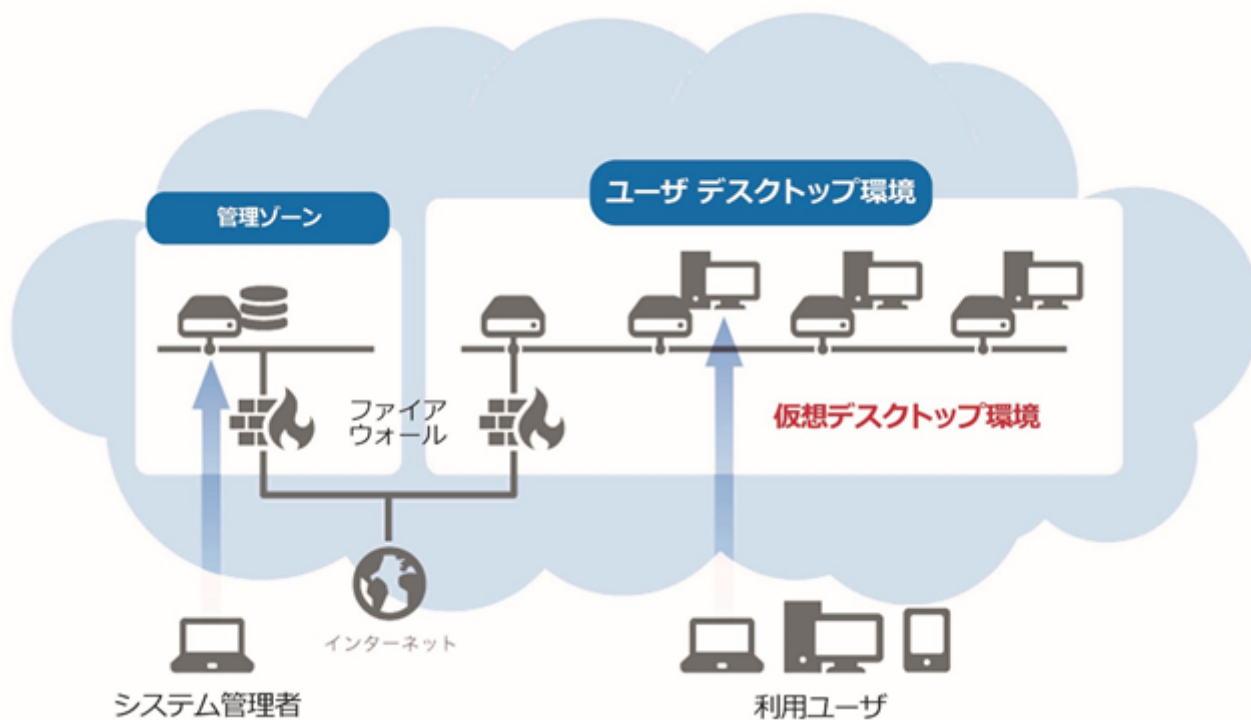 ユーザ デスクトップ環境
管理ゾーン
ファイア
ウォール
仮想デスクトップ環境
インターネット
システム管理者
利用ユーザ